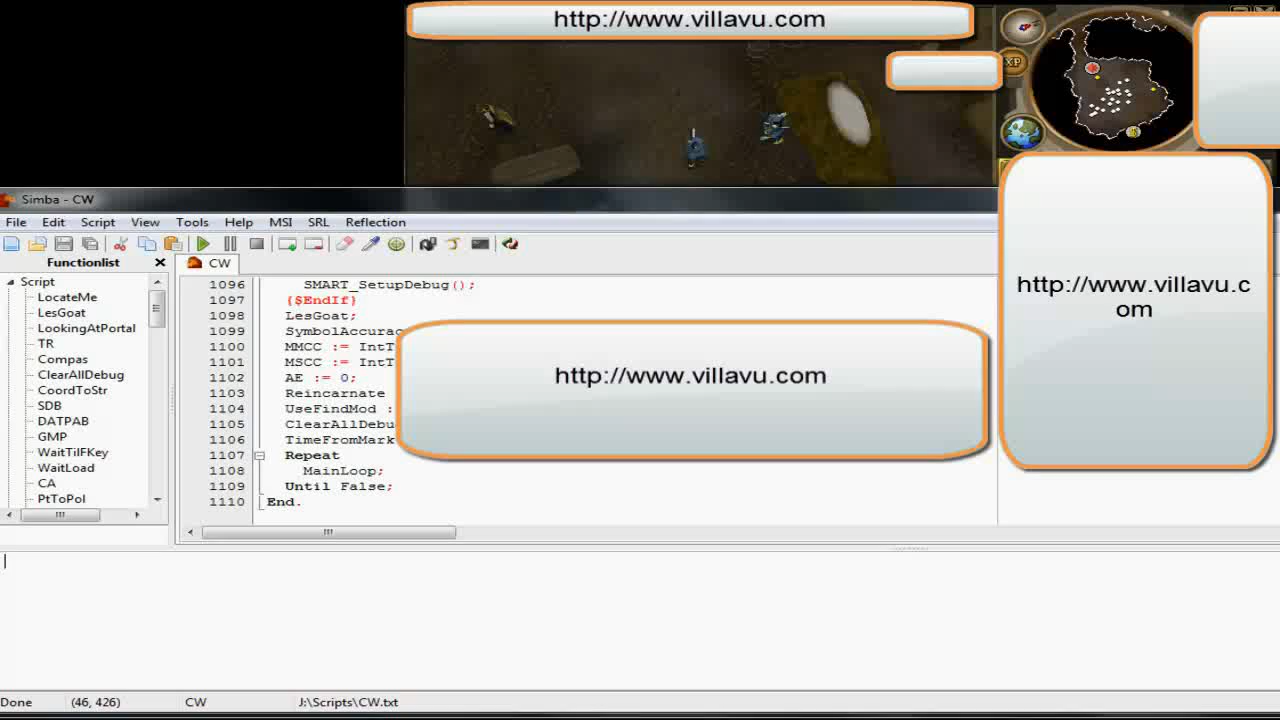 http://www.villavu.com
XP
Simba - CW
File Edit Script View Tools Help MSI SRL Reflection
Functionlist
CW
Script
LocateMe
LesGoat
LookingAtPortal
TR
Compas
ClearAllDebug
CoordToStr
SDB
DATPAB
GMP
WaitTilFKey
WaitLoad
CA
PtToPol
1096 SMART_SetupDebug();
1097 {$EndIf}
1098 LesGoat;
1099
1100 MMCC :=
1101 MSCC :=
1102 AE := 0;
1103 Reincarnate
1104 UseFindMod :
1105
1106 TimeFromMark
1107 Repeat
1108 MainLoop;
1109 Until False;
1110 End.
http://www.villavu.com
http://www.villavu.c
om
Done (46, 426) CW J:\Scripts\CW.txt